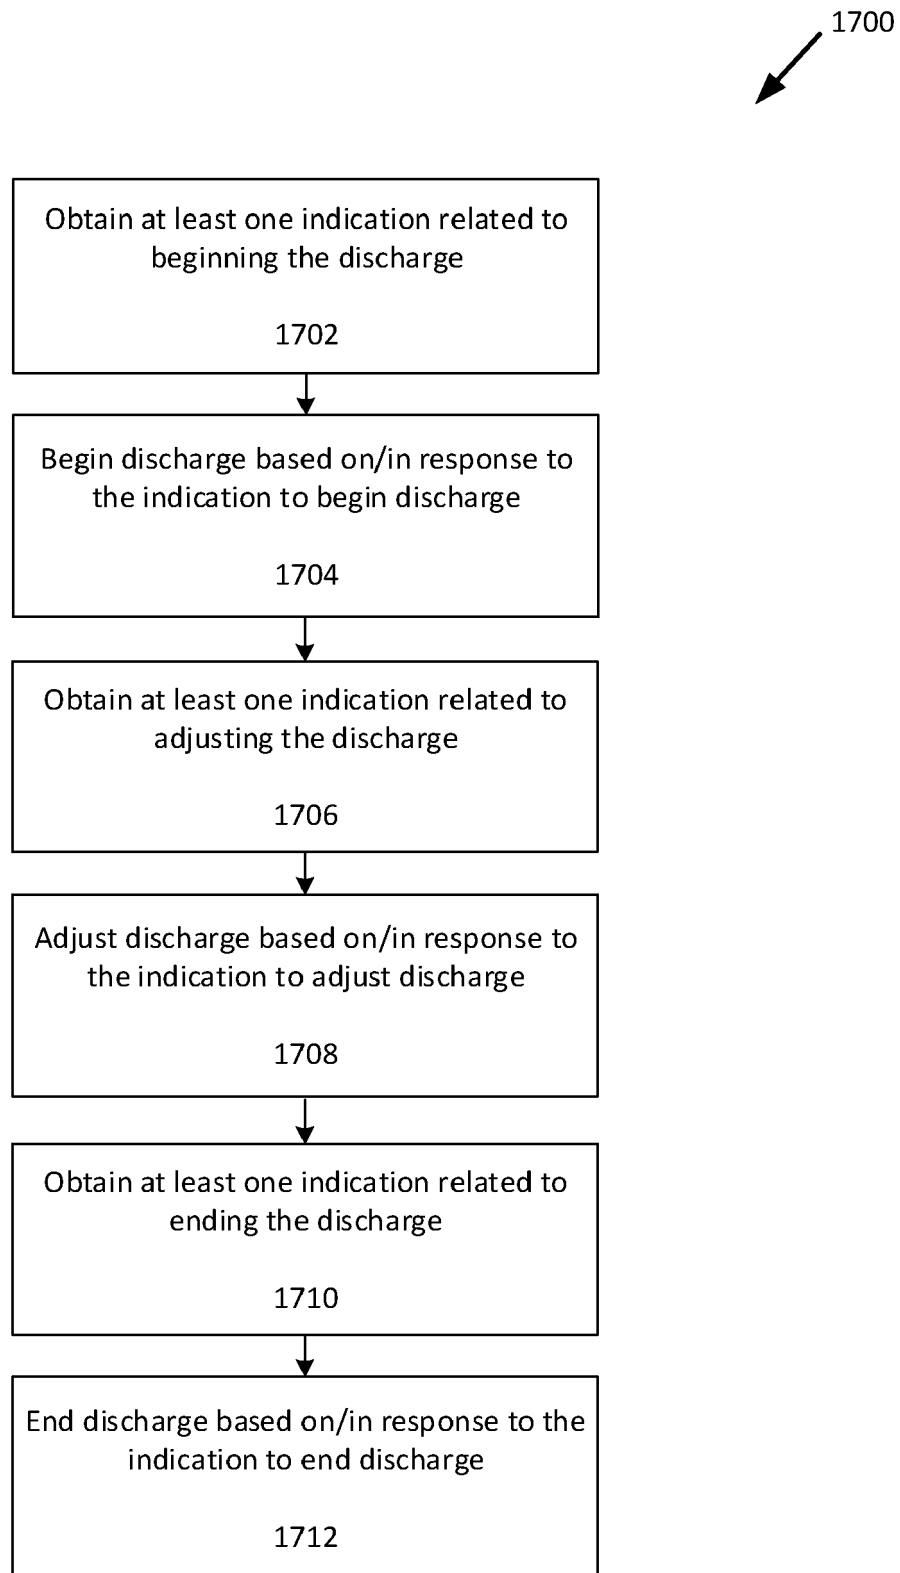 1700
Obtain at least one indication related to
beginning the discharge
1702
Begin discharge based on/in response to
the indication to begin discharge
1704
Obtain at least one indication related to
adjusting the discharge
1706
Adjust discharge based on/in response to
the indication to adjust discharge
1708
Obtain at least one indication related to
ending the discharge
1710
End discharge based on/in response to the
indication to end discharge
1712